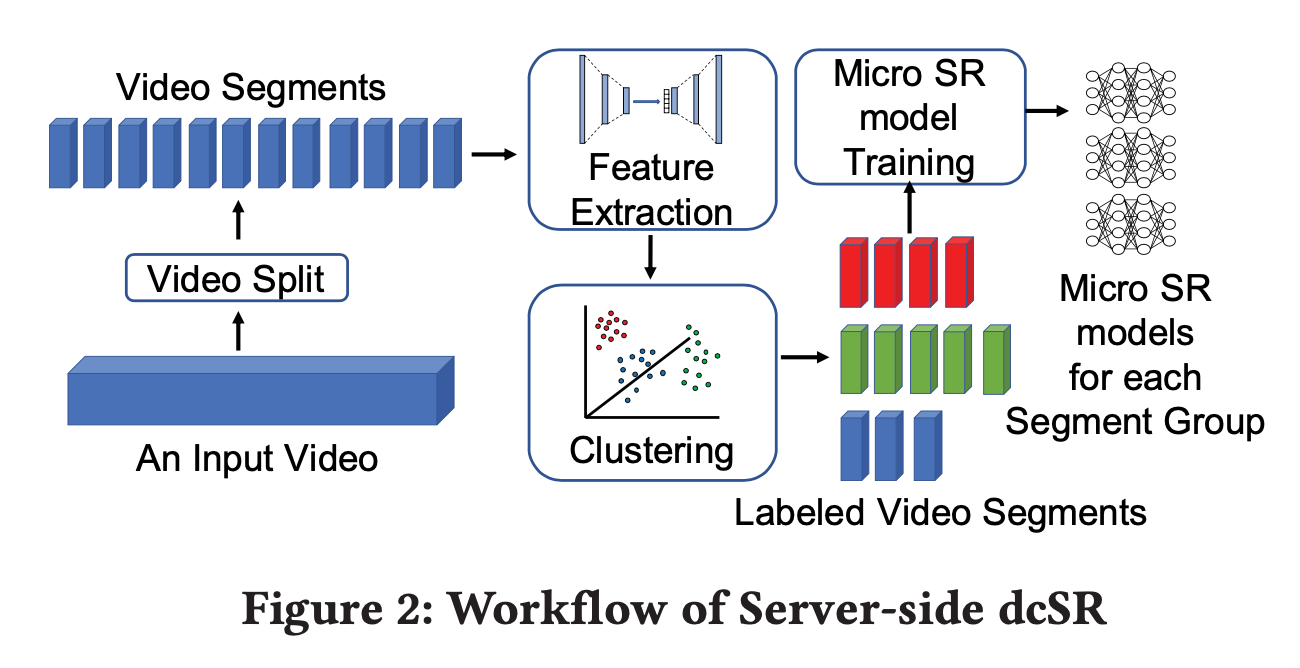 Video Segments
Video Split
An Input Video
Feature
Extraction
Clustering
Micro SR
model
Training
Labeled Video Segments
Micro SR
models
for each
Segment Group
Figure 2: Workflow of Server-side dcSR